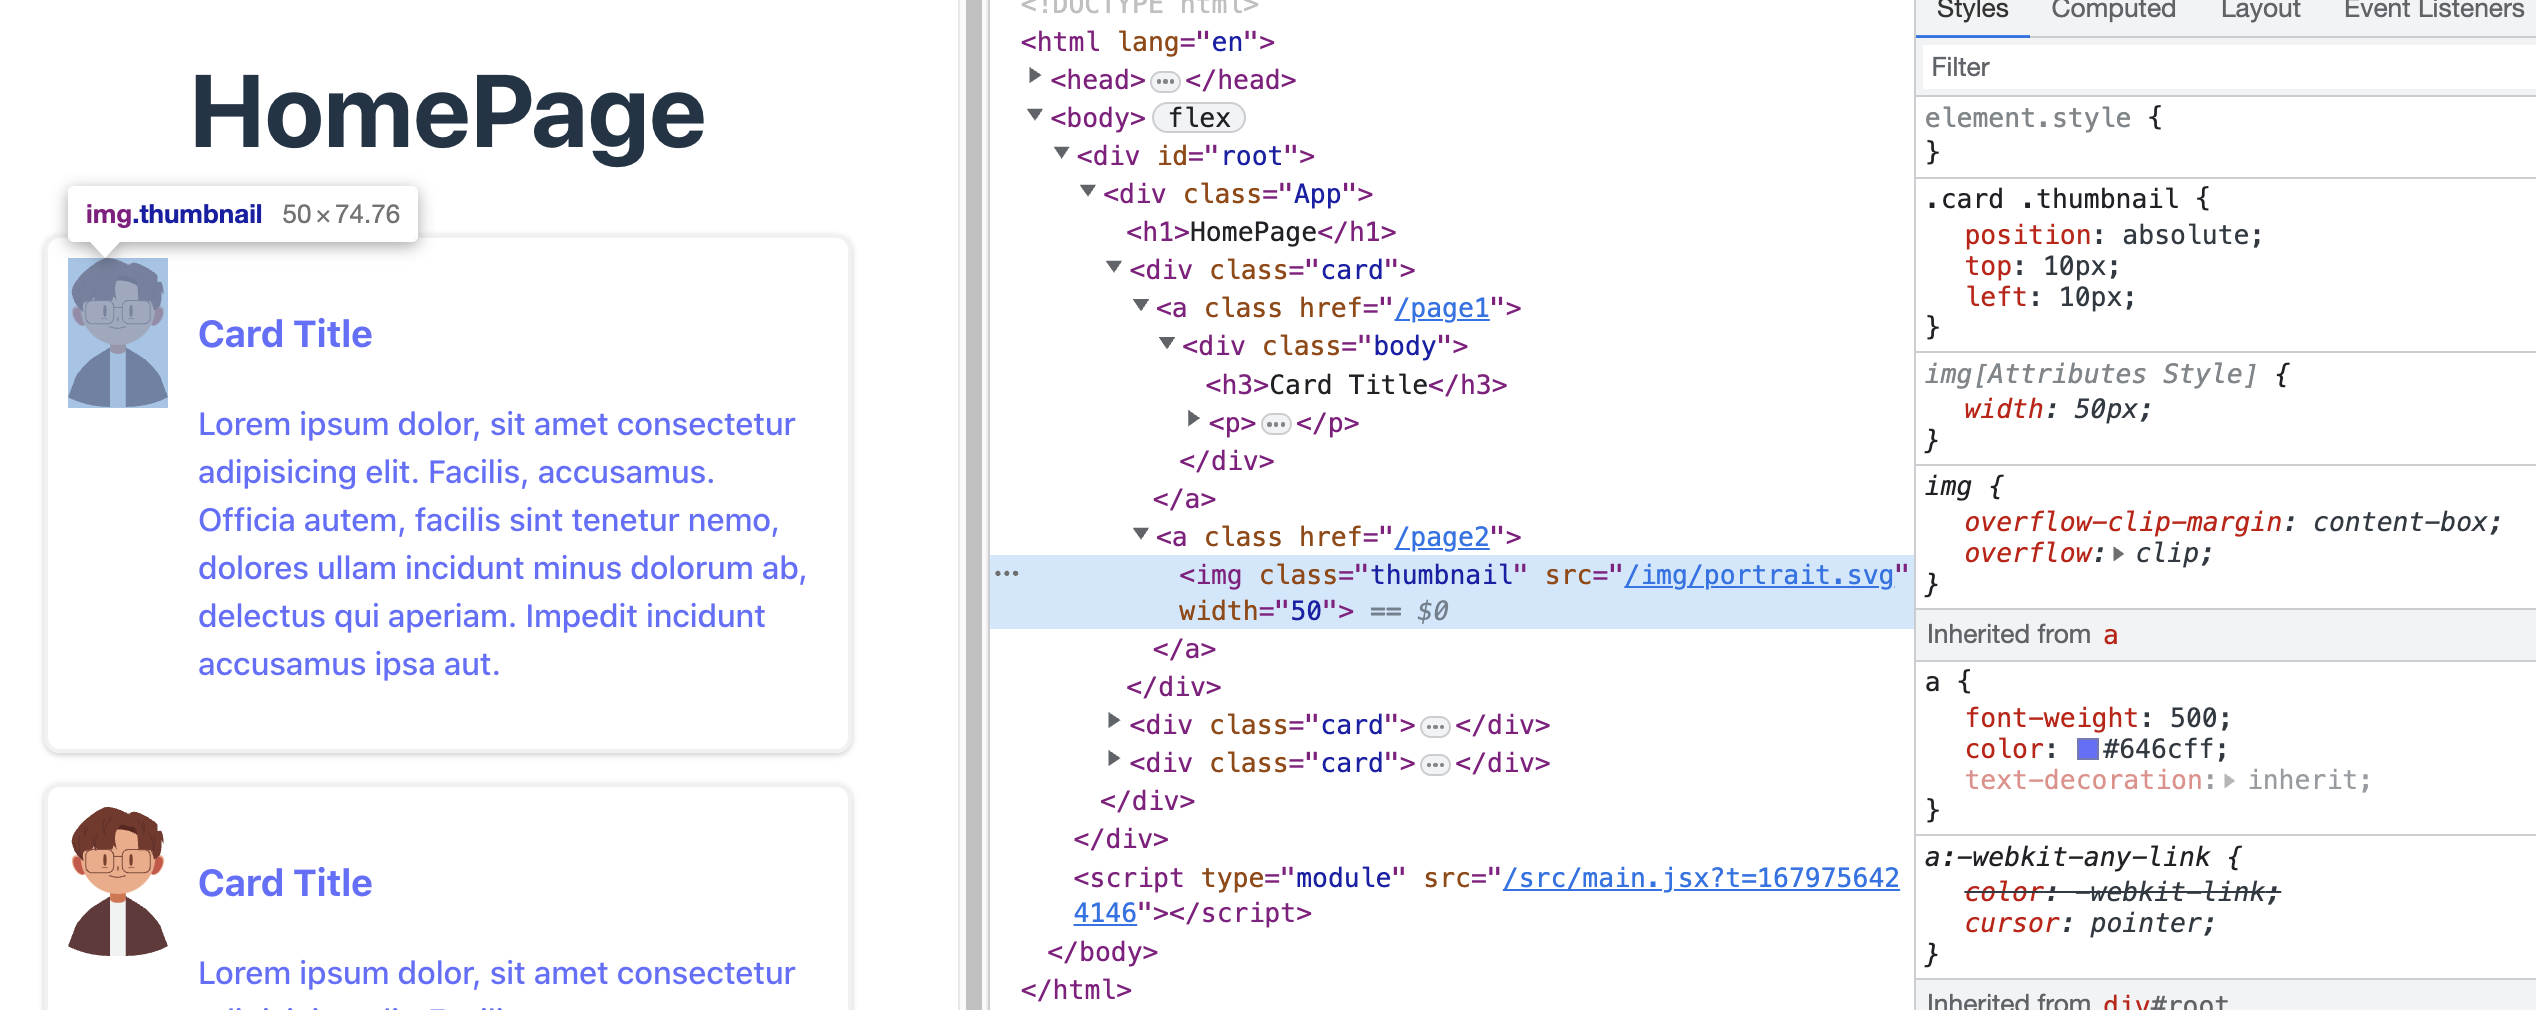 HomePage
img.thumbnail 50×74.76
Card Title
Lorem ipsum dolor, sit amet consectetur
adipisicing elit. Facilis, accusamus.
Officia autem, facilis sint tenetur nemo,
dolores ullam incidunt minus dolorum ab,
delectus qui aperiam. Impedit incidunt
accusamus ipsa aut.
Card Title
Lorem ipsum dolor, sit amet consectetur
<!DOCTYPE html>
<html lang="en">
<head>…</head>
<body> flex
<div id="root">
<div class="App">
<h1>HomePage</h1>
<div class="card">
<a class href="/page1">
<div class="body">
<h3>Card Title</h3>
<p>…</p>
</div>
</a>
<a class href="/page2">
<img class="thumbnail" src="/img/portrait.svg"
width="50"> == $0
</a>
</div>
<div class="card">…</div>
<div class="card">…</div>
</div>
</div>
<script type="module" src="/src/main.jsx?t=167975642
4146"></script>
</body>
</html>
Styles Computed Layout Event Listeners
Filter
element.style {
}
.card .thumbnail {
position: absolute;
top: 10px;
left: 10px;
}
img[Attributes Style] {
width: 50px;
}
img {
overflow-clip-margin: content-box;
overflow: clip;
}
Inherited from a
a {
font-weight: 500;
color: #646cff;
text-decoration: inherit;
}
a:-webkit-any-link {
color: -webkit-link;
cursor: pointer;
}
Inherited from div#root